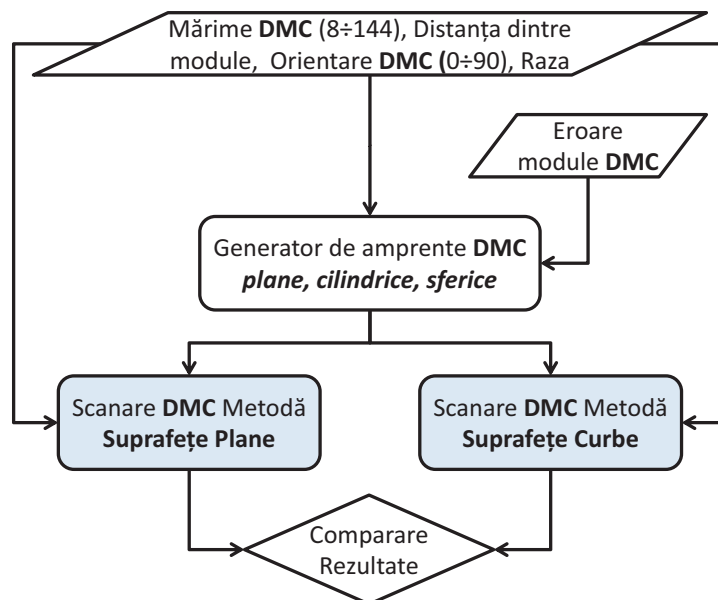 Mărime DMC (8÷144), Distanța dintre
module, Orientare DMC (0÷90), Raza
Eroare
module DMC
Generator de amprente DMC
plane, cilindrice, sferice
Scanare DMC Metodă
Suprafețe Plane
Scanare DMC Metodă
Suprafețe Curbe
Comparare
Rezultate